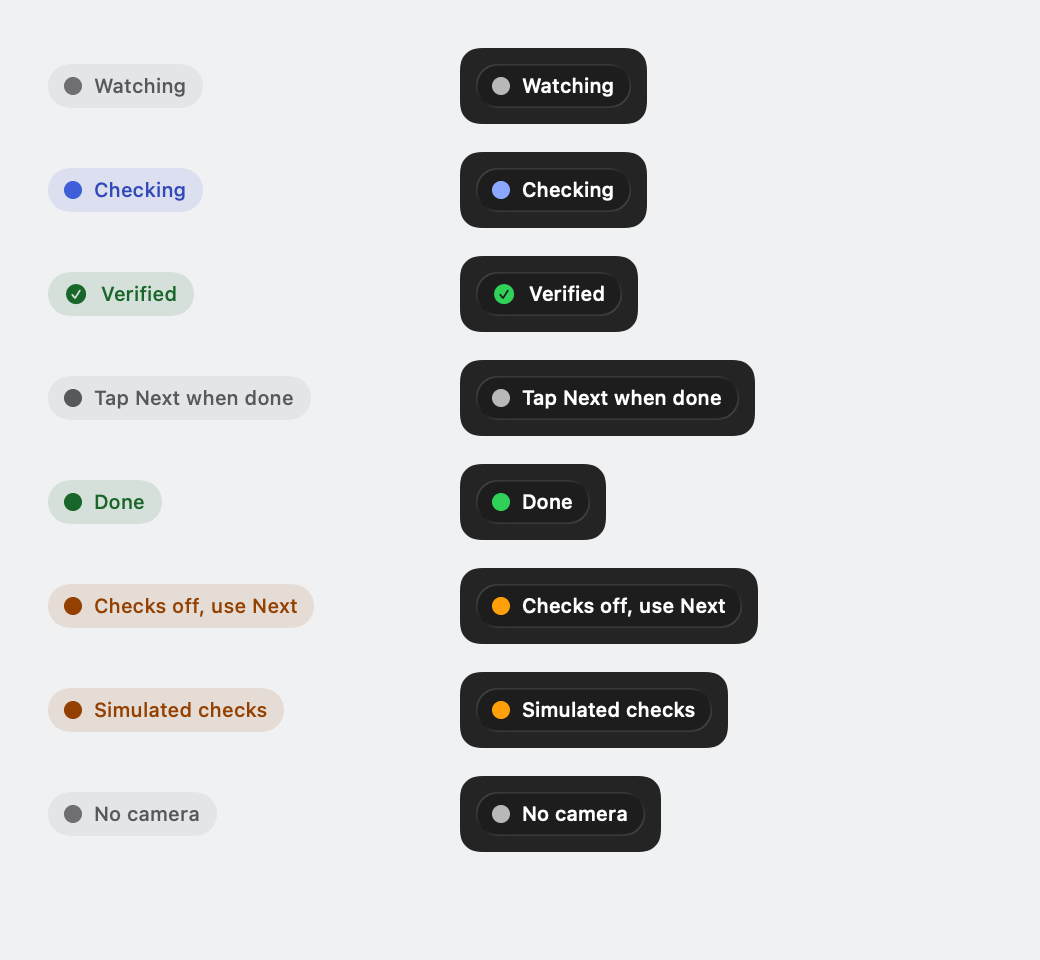 Watching
Watching
Checking
Checking
Verified
Verified
Tap Next when done
Tap Next when done
Done
Done
Checks off, use Next
Checks off, use Next
Simulated checks
Simulated checks
No camera
No camera